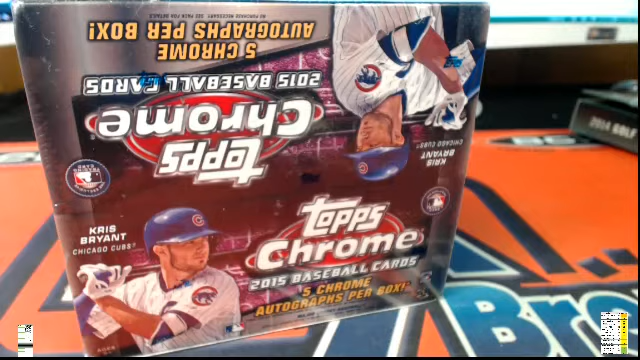 5 CHROME
AUTOGRAPHS PER BOX!
2015 BASEBALL CARDS
Topps
Chrome
KRIS
BRYANT
CHICAGO CUBS
KRIS
BRYANT
CHICAGO CUBS
Topps
Chrome
2015 BASEBALL CARDS
5 CHROME
AUTOGRAPHS PER BOX!
Bre